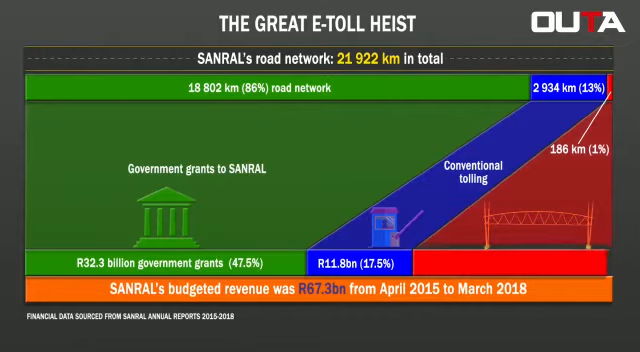 THE GREAT E-TOLL HEIST
OUTA
SANRAL's road network: 21 922 km in total
18 802 km (86%) road network
2 934 km (13%)
186 km (1%)
Government grants to SANRAL
Conventional
tolling
R32.3 billion government grants (47.5%)
R11.8bn (17.5%)
SANRAL's budgeted revenue was R67.3bn from April 2015 to March 2018
FINANCIAL DATA SOURCED FROM SANRAL ANNUAL REPORTS 2015-2018